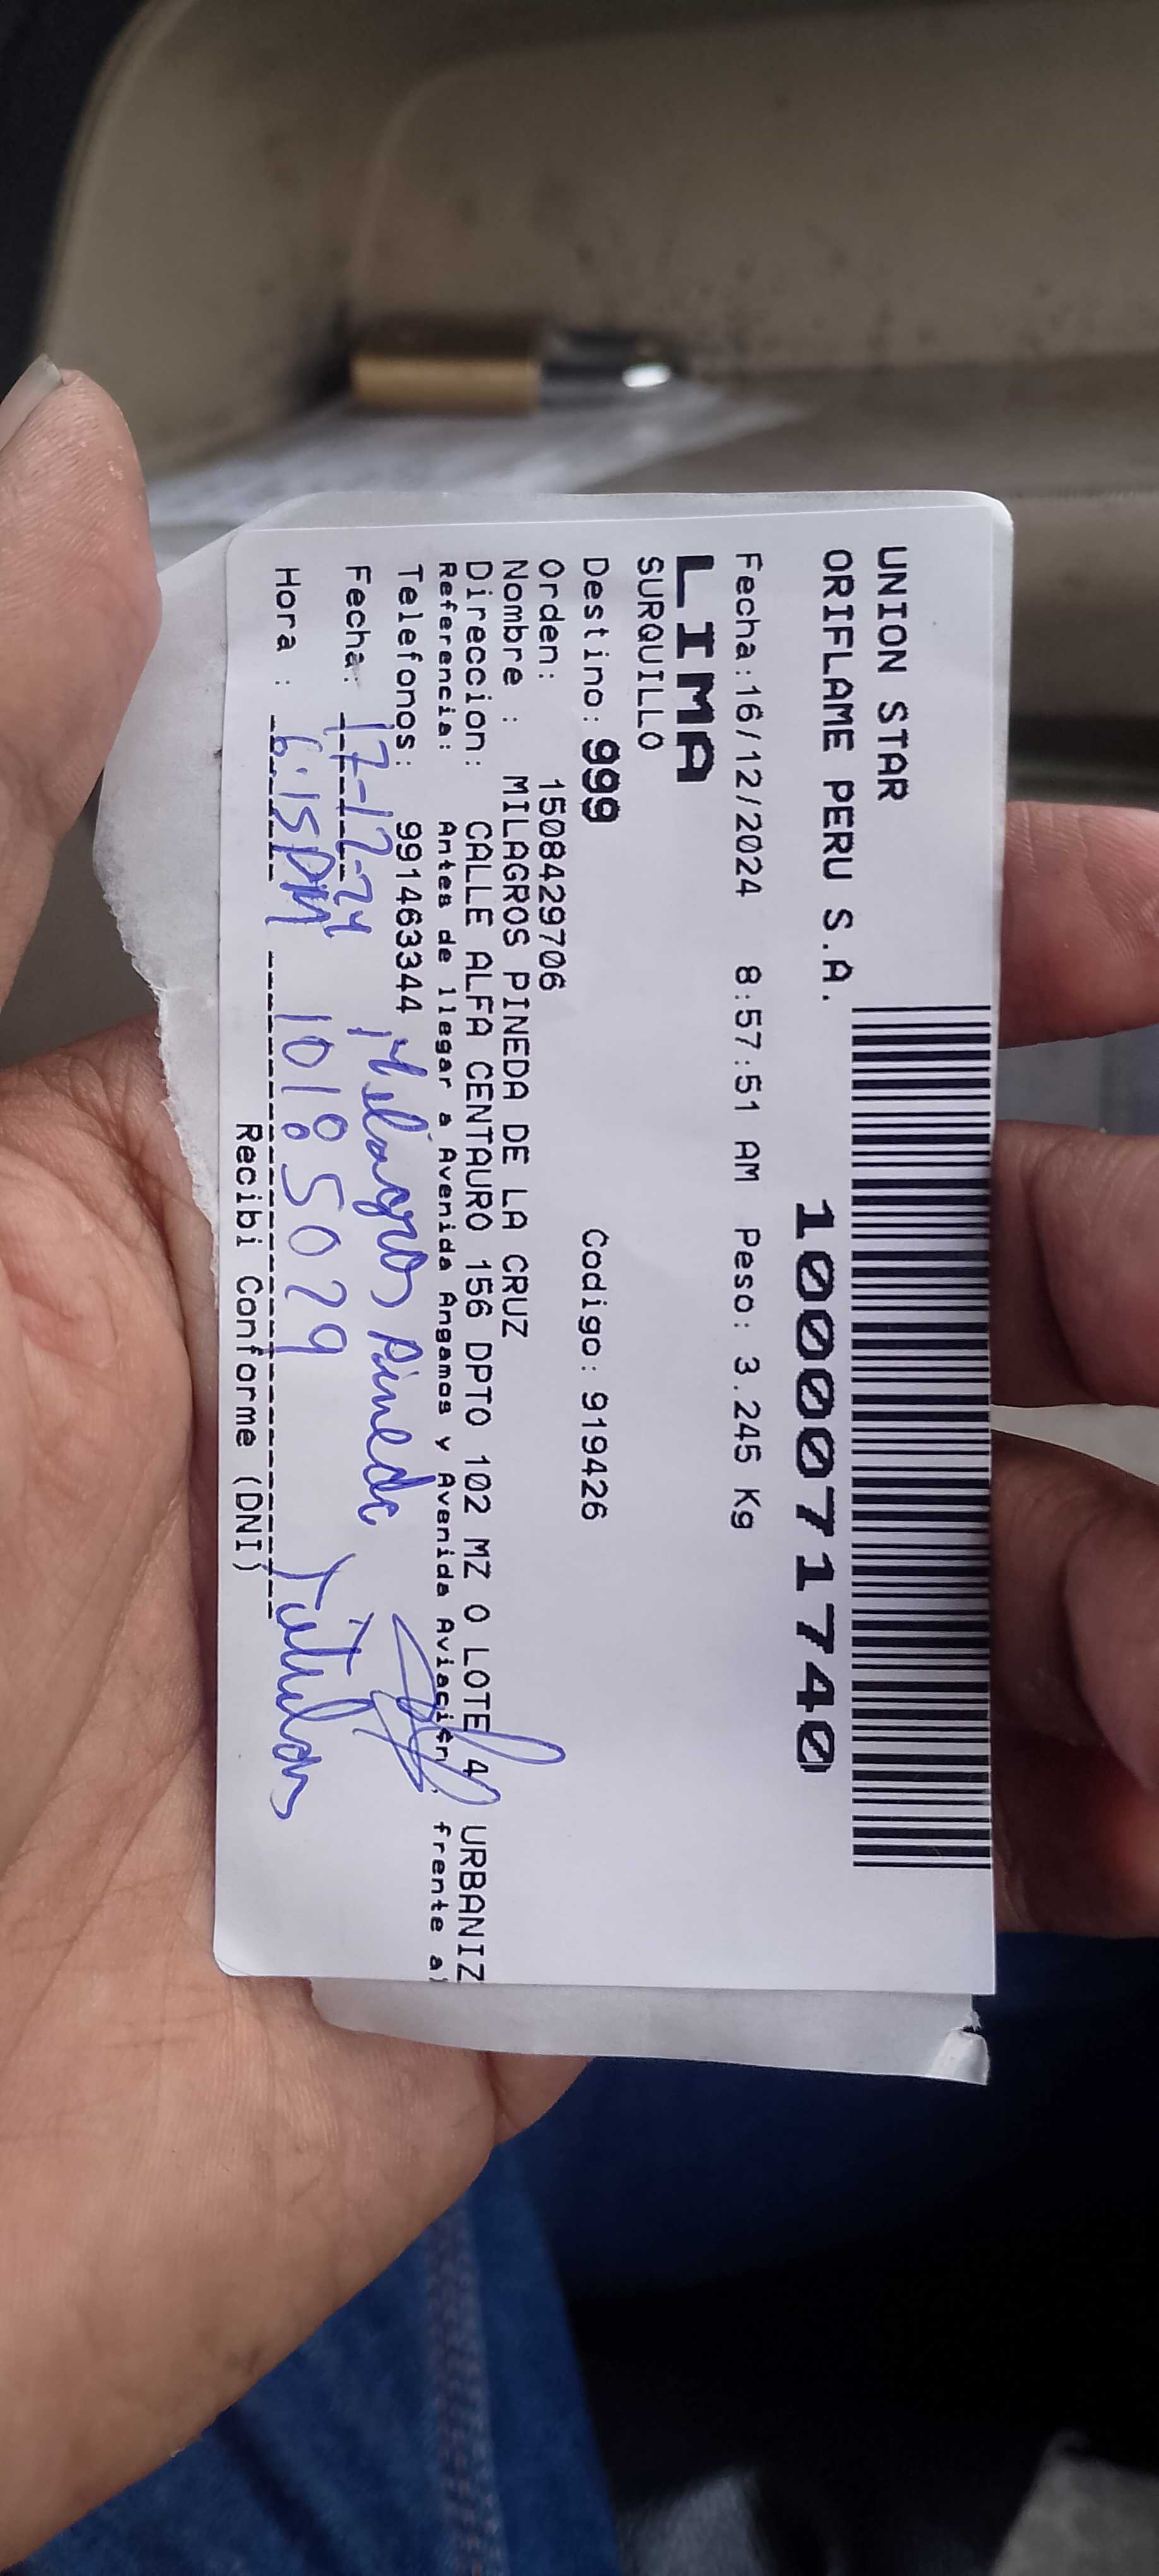 UNION STAR
ORIFLAME PERU S.A.
1000071740
Fecha:16/12/2024 8:57:51 AM Peso: 3.245 Kg
LIMA
SURQUILLO
Destino: 999 Codigo: 919426
Orden: 1508429706
Nombre : MILAGROS PINEDA DE LA CRUZ
Direccion: CALLE ALFA CENTAURO 156 DPTO 102 MZ O LOTE 4 URBANIZ
Referencia: Antes de llegar a Avenida Angamos y Avenida Aviación, frente al
Telefonos: 991463344
Fecha: 17-12-24 Milagros Pineda
Hora : 6:15PM 10185029 Titular
Recibi Conforme (DNI)